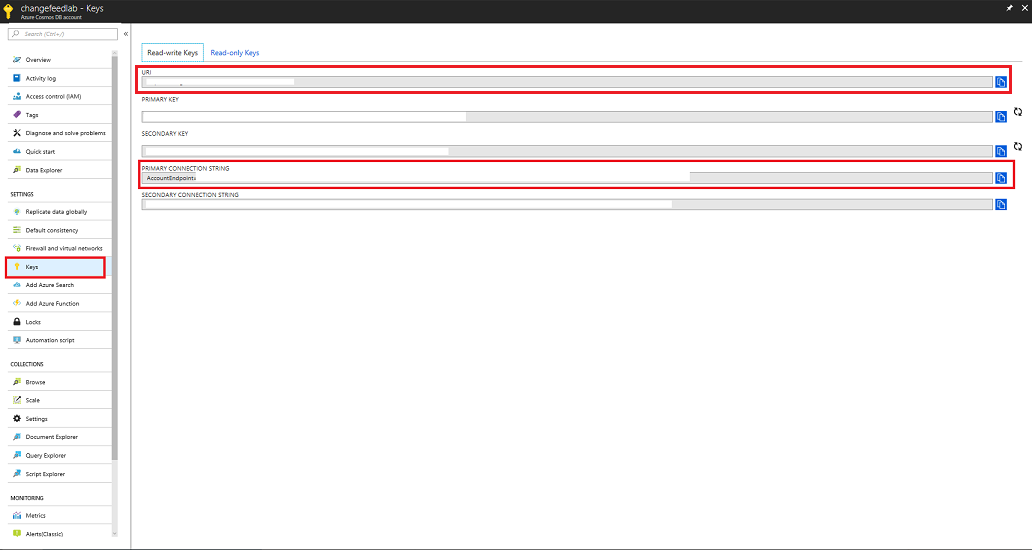 changefeedlab - Keys
Azure Cosmos DB account
Search (Ctrl+/)
Overview
Activity log
Access control (IAM)
Tags
Diagnose and solve problems
Quick start
Data Explorer
SETTINGS
Replicate data globally
Default consistency
Firewall and virtual networks
Keys
Add Azure Search
Add Azure Function
Locks
Automation script
COLLECTIONS
Browse
Scale
Settings
Document Explorer
Query Explorer
Script Explorer
MONITORING
Metrics
Alerts(Classic)
Read-write Keys
Read-only Keys
URI
PRIMARY KEY
SECONDARY KEY
PRIMARY CONNECTION STRING
AccountEndpoint=
SECONDARY CONNECTION STRING